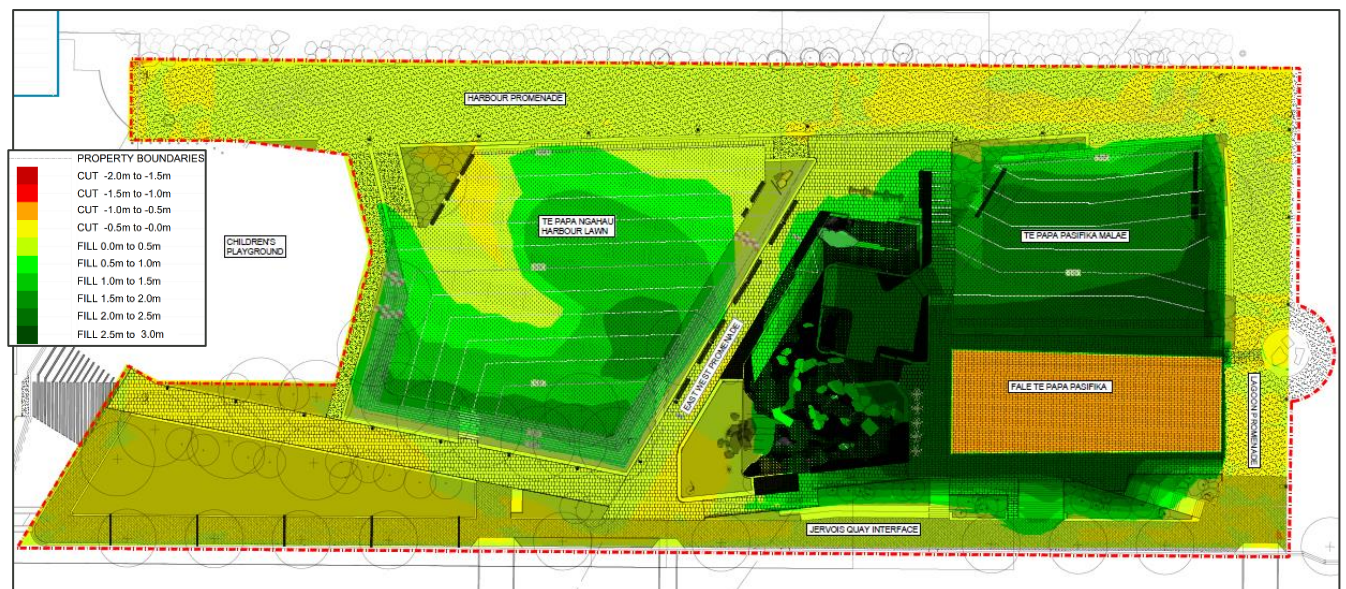 HARBOUR PROMENADE
PROPERTY BOUNDARIES
CUT -2.0m to -1.5m
CUT -1.5m to -1.0m
CUT -1.0m to -0.5m
CUT -0.5m to -0.0m
FILL 0.0m to 0.5m
FILL 0.5m to 1.0m
FILL 1.0m to 1.5m
FILL 1.5m to 2.0m
FILL 2.0m to 2.5m
FILL 2.5m to 3.0m
CHILDREN'S
PLAYGROUND
TE PAPA NGAHAU
HARBOUR LAWN
TE PAPA PASIFIKA MALAE
EAST WEST PROMENADE
FALE TE PAPA PASIFIKA
LAGOON PROMENADE
JERVOIS QUAY INTERFACE